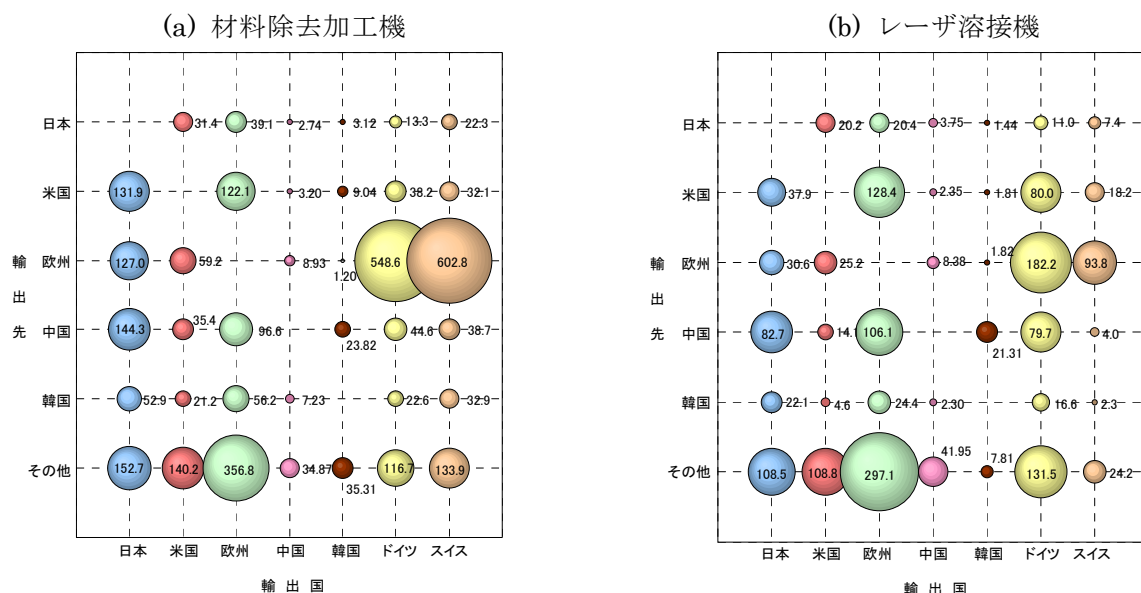 (a) 材料除去加工機
日本 31.4 39.1 2.74 3.12 13.3 22.3
米国 131.9 122.1 3.20 9.04 38.2 32.1
欧州 127.0 59.2 8.93 1.20 548.6 602.8
中国 144.3 35.4 96.6 23.82 44.6 38.7
韓国 52.9 21.2 56.2 7.23 22.6 32.9
その他 152.7 140.2 356.8 34.87 35.31 116.7 133.9
輸出先
日本 米国 欧州 中国 韓国 ドイツ スイス
輸出国
(b) レーザ溶接機
日本 20.2 20.4 3.75 1.44 11.0 7.4
米国 37.9 128.4 2.35 1.81 80.0 18.2
欧州 30.6 25.2 8.38 1.82 182.2 93.8
中国 82.7 106.1 21.31 79.7 4.0
韓国 22.1 4.6 24.4 2.30 16.6 2.3
その他 108.5 108.8 297.1 41.95 7.81 131.5 24.2
輸出先
日本 米国 欧州 中国 韓国 ドイツ スイス
輸出国